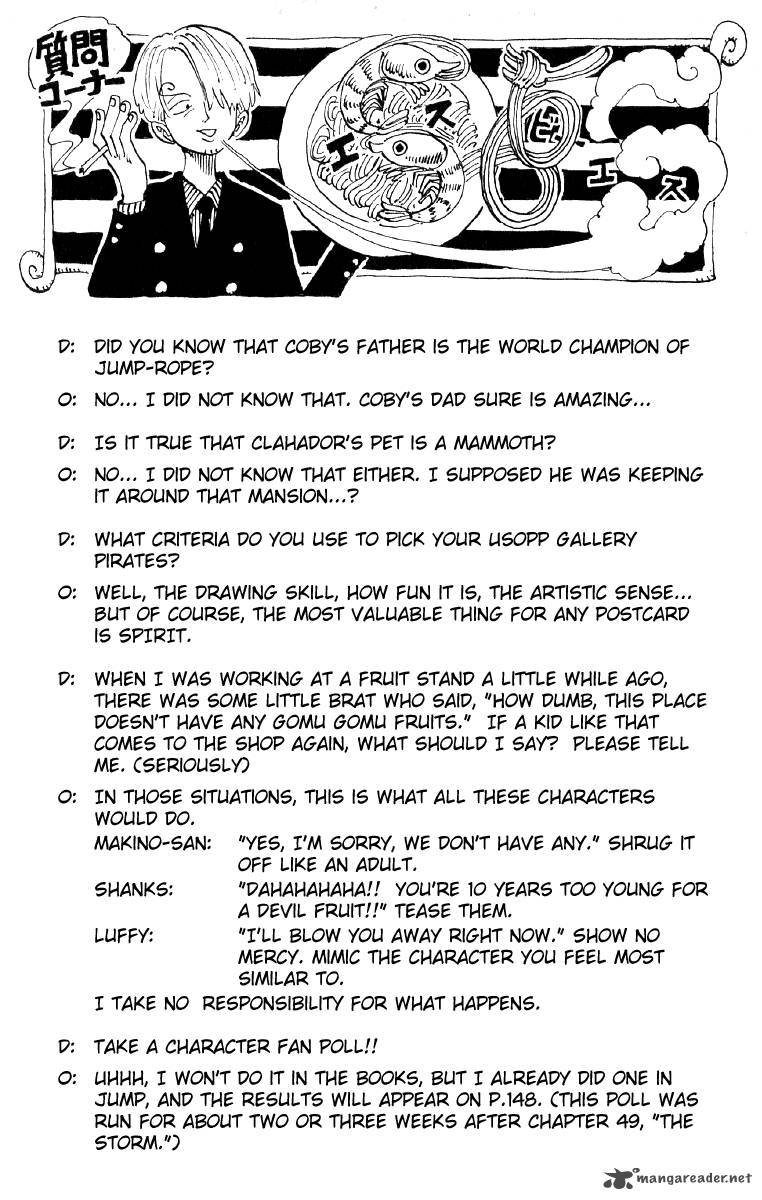 質問
コーナー
エス
ビー
エス
D: DID YOU KNOW THAT COBY'S FATHER IS THE WORLD CHAMPION OF
JUMP-ROPE?
O: NO... I DID NOT KNOW THAT. COBY'S DAD SURE IS AMAZING...
D: IS IT TRUE THAT CLAHADOR'S PET IS A MAMMOTH?
O: NO... I DID NOT KNOW THAT EITHER. I SUPPOSED HE WAS KEEPING
IT AROUND THAT MANSION...?
D: WHAT CRITERIA DO YOU USE TO PICK YOUR USOPP GALLERY
PIRATES?
O: WELL, THE DRAWING SKILL, HOW FUN IT IS, THE ARTISTIC SENSE...
BUT OF COURSE, THE MOST VALUABLE THING FOR ANY POSTCARD
IS SPIRIT.
D: WHEN I WAS WORKING AT A FRUIT STAND A LITTLE WHILE AGO,
THERE WAS SOME LITTLE BRAT WHO SAID, "HOW DUMB, THIS PLACE
DOESN'T HAVE ANY GOMU GOMU FRUITS." IF A KID LIKE THAT
COMES TO THE SHOP AGAIN, WHAT SHOULD I SAY? PLEASE TELL
ME. (SERIOUSLY)
O: IN THOSE SITUATIONS, THIS IS WHAT ALL THESE CHARACTERS
WOULD DO.
MAKINO-SAN: "YES, I'M SORRY, WE DON'T HAVE ANY." SHRUG IT
OFF LIKE AN ADULT.
SHANKS: "DAHAHAHAHA!! YOU'RE 10 YEARS TOO YOUNG FOR
A DEVIL FRUIT!!" TEASE THEM.
LUFFY: "I'LL BLOW YOU AWAY RIGHT NOW." SHOW NO
MERCY. MIMIC THE CHARACTER YOU FEEL MOST
SIMILAR TO.
I TAKE NO RESPONSIBILITY FOR WHAT HAPPENS.
D: TAKE A CHARACTER FAN POLL!!
O: UHHH, I WON'T DO IT IN THE BOOKS, BUT I ALREADY DID ONE IN
JUMP, AND THE RESULTS WILL APPEAR ON P.148. (THIS POLL WAS
RUN FOR ABOUT TWO OR THREE WEEKS AFTER CHAPTER 49, "THE
STORM.")
mangareader.net